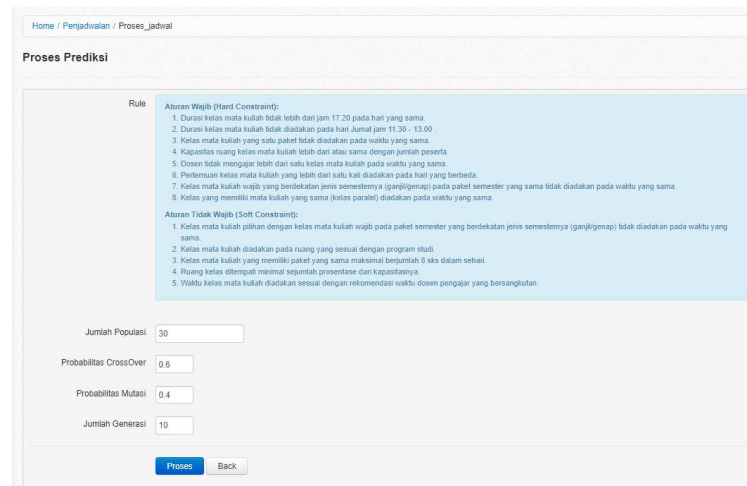 Home / Penjadwalan / Proses_jadwal
Proses Prediksi
Rule
Aturan Wajib (Hard Constraint):
1. Durasi kelas mata kuliah tidak lebih dari jam 17.20 pada hari yang sama.
2. Durasi kelas mata kuliah tidak diadakan pada hari Jumat jam 11.30 - 13.00 .
3. Kelas mata kuliah yang satu paket tidak diadakan pada waktu yang sama.
4. Kapasitas ruang kelas mata kuliah lebih dari atau sama dengan jumlah peserta.
5. Dosen tidak mengajar lebih dari satu kelas mata kuliah pada waktu yang sama.
6. Pertemuan kelas mata kuliah yang lebih dari satu kali diadakan pada hari yang berbeda.
7. Kelas mata kuliah wajib yang berdekatan jenis semesternya (ganjil/genap) pada paket semester yang sama tidak diadakan pada waktu yang sama.
8. Kelas yang memiliki mata kuliah yang sama (kelas paralel) diadakan pada waktu yang sama.
Aturan Tidak Wajib (Soft Constraint):
1. Kelas mata kuliah pilihan dengan kelas mata kuliah wajib pada paket semester yang berdekatan jenis semesternya (ganjil/genap) tidak diadakan pada waktu yang
sama.
2. Kelas mata kuliah diadakan pada ruang yang sesuai dengan program studi.
3. Kelas mata kuliah yang memiliki paket yang sama maksimal berjumlah 8 sks dalam sehari.
4. Ruang kelas ditempati minimal sejumlah prosentase dari kapasitasnya.
5. Waktu kelas mata kuliah diadakan sesuai dengan rekomendasi waktu dosen pengajar yang bersangkutan.
Jumlah Populasi 30
Probabilitas CrossOver 0.6
Probabilitas Mutasi 0.4
Jumlah Generasi 10
Proses Back